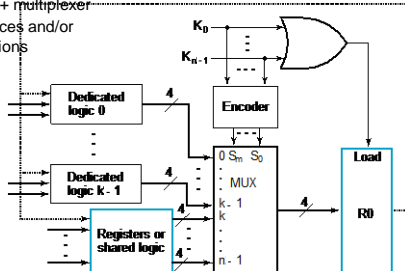 + multiplexer
ces and/or
ions
K0
Kn-1
4
Dedicated
logic 0
Encoder
4
Dedicated
logic k - 1
0 Sm S0
MUX
Load
R0
4
k - 1
k
4
Registers or
shared logic
4
n - 1